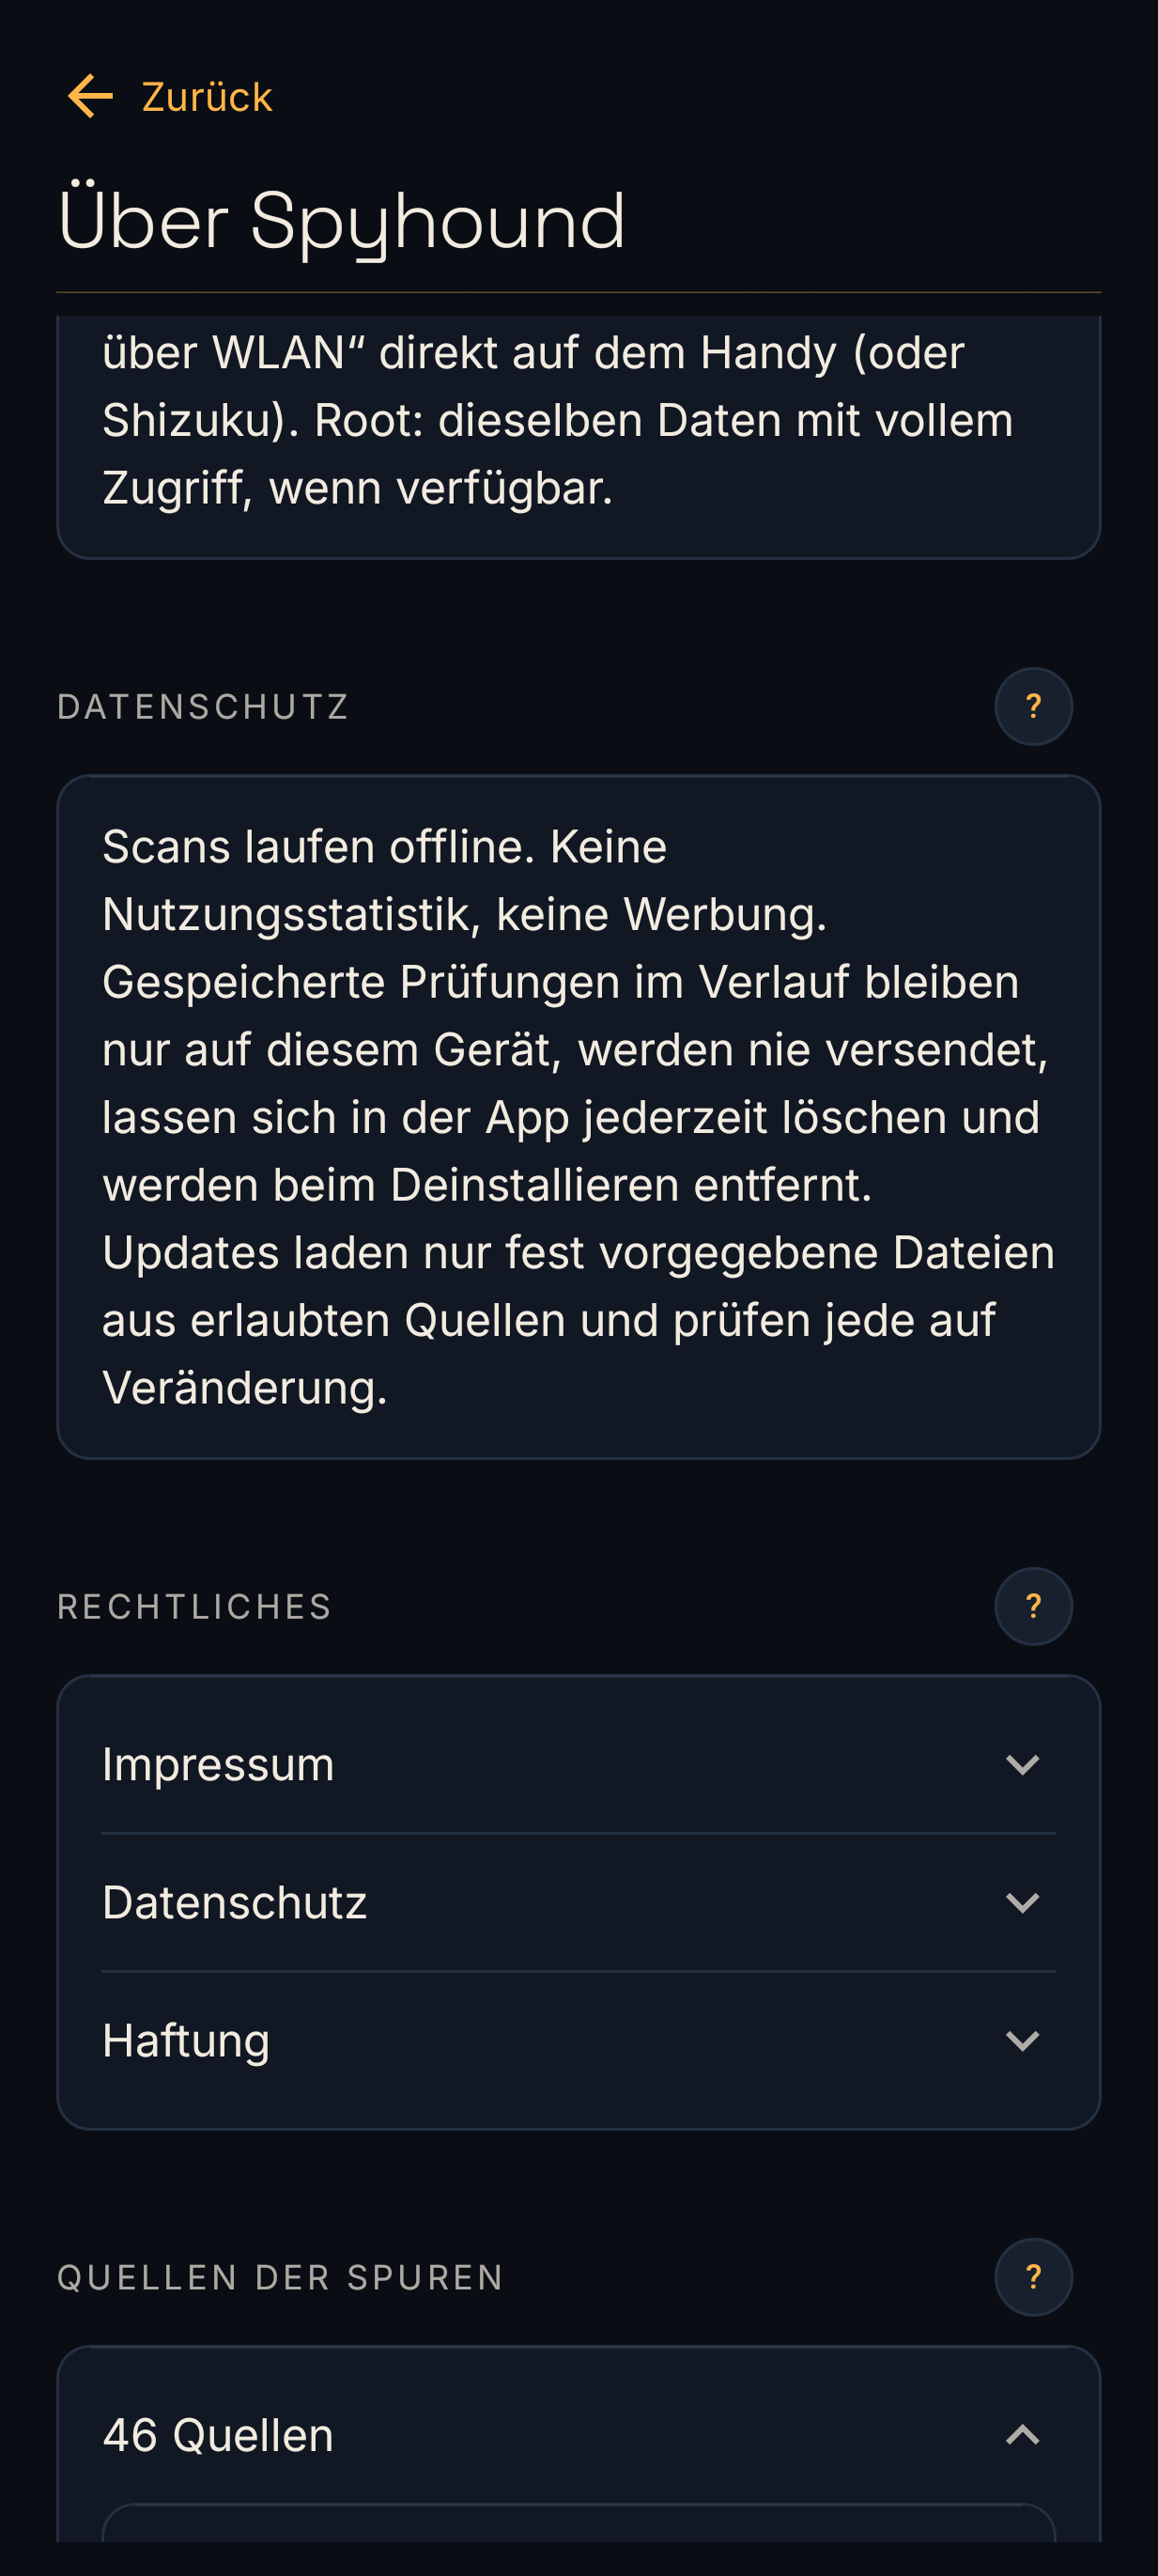 Zurück
Über Spyhound
über WLAN“ direkt auf dem Handy (oder
Shizuku). Root: dieselben Daten mit vollem
Zugriff, wenn verfügbar.
DATENSCHUTZ
?
Scans laufen offline. Keine
Nutzungsstatistik, keine Werbung.
Gespeicherte Prüfungen im Verlauf bleiben
nur auf diesem Gerät, werden nie versendet,
lassen sich in der App jederzeit löschen und
werden beim Deinstallieren entfernt.
Updates laden nur fest vorgegebene Dateien
aus erlaubten Quellen und prüfen jede auf
Veränderung.
RECHTLICHES
?
Impressum
Datenschutz
Haftung
QUELLEN DER SPUREN
?
46 Quellen